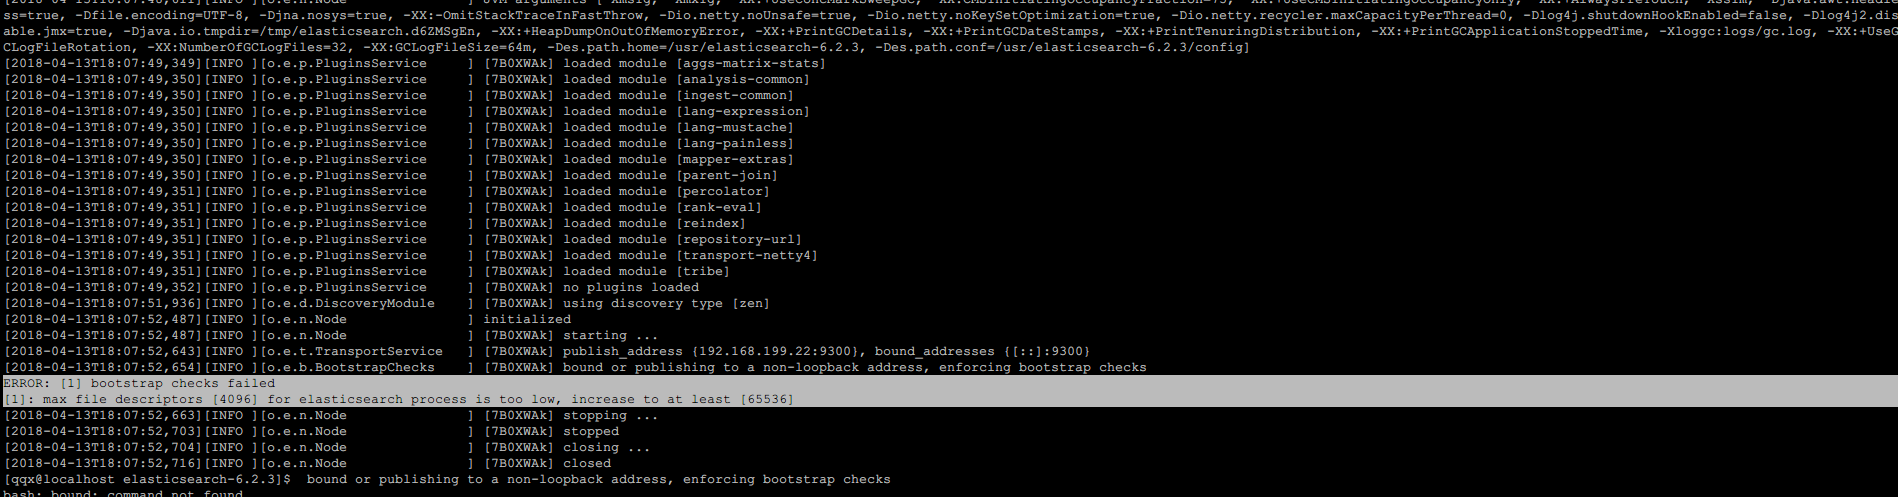 ss=true, -Dfile.encoding=UTF-8, -Djna.nosys=true, -XX:-OmitStackTraceInFastThrow, -Dio.netty.noUnsafe=true, -Dio.netty.noKeySetOptimization=true, -Dio.netty.recycler.maxCapacityPerThread=0, -Dlog4j.shutdownHookEnabled=false, -Dlog4j2.dis
able.jmx=true, -Djava.io.tmpdir=/tmp/elasticsearch.d6ZMSgEn, -XX:+HeapDumpOnOutOfMemoryError, -XX:+PrintGCDetails, -XX:+PrintGCDateStamps, -XX:+PrintTenuringDistribution, -XX:+PrintGCApplicationStoppedTime, -Xloggc:logs/gc.log, -XX:+UseG
CLogFileRotation, -XX:NumberOfGCLogFiles=32, -XX:GCLogFileSize=64m, -Des.path.home=/usr/elasticsearch-6.2.3, -Des.path.conf=/usr/elasticsearch-6.2.3/config]
[2018-04-13T18:07:49,349][INFO ][o.e.p.PluginsService     ] [7B0XWAk] loaded module [aggs-matrix-stats]
[2018-04-13T18:07:49,350][INFO ][o.e.p.PluginsService     ] [7B0XWAk] loaded module [analysis-common]
[2018-04-13T18:07:49,350][INFO ][o.e.p.PluginsService     ] [7B0XWAk] loaded module [ingest-common]
[2018-04-13T18:07:49,350][INFO ][o.e.p.PluginsService     ] [7B0XWAk] loaded module [lang-expression]
[2018-04-13T18:07:49,350][INFO ][o.e.p.PluginsService     ] [7B0XWAk] loaded module [lang-mustache]
[2018-04-13T18:07:49,350][INFO ][o.e.p.PluginsService     ] [7B0XWAk] loaded module [lang-painless]
[2018-04-13T18:07:49,350][INFO ][o.e.p.PluginsService     ] [7B0XWAk] loaded module [mapper-extras]
[2018-04-13T18:07:49,350][INFO ][o.e.p.PluginsService     ] [7B0XWAk] loaded module [parent-join]
[2018-04-13T18:07:49,351][INFO ][o.e.p.PluginsService     ] [7B0XWAk] loaded module [percolator]
[2018-04-13T18:07:49,351][INFO ][o.e.p.PluginsService     ] [7B0XWAk] loaded module [rank-eval]
[2018-04-13T18:07:49,351][INFO ][o.e.p.PluginsService     ] [7B0XWAk] loaded module [reindex]
[2018-04-13T18:07:49,351][INFO ][o.e.p.PluginsService     ] [7B0XWAk] loaded module [repository-url]
[2018-04-13T18:07:49,351][INFO ][o.e.p.PluginsService     ] [7B0XWAk] loaded module [transport-netty4]
[2018-04-13T18:07:49,351][INFO ][o.e.p.PluginsService     ] [7B0XWAk] loaded module [tribe]
[2018-04-13T18:07:49,352][INFO ][o.e.p.PluginsService     ] [7B0XWAk] no plugins loaded
[2018-04-13T18:07:51,936][INFO ][o.e.d.DiscoveryModule    ] [7B0XWAk] using discovery type [zen]
[2018-04-13T18:07:52,487][INFO ][o.e.n.Node               ] initialized
[2018-04-13T18:07:52,487][INFO ][o.e.n.Node               ] [7B0XWAk] starting ...
[2018-04-13T18:07:52,643][INFO ][o.e.t.TransportService   ] [7B0XWAk] publish_address {192.168.199.22:9300}, bound_addresses {[::]:9300}
[2018-04-13T18:07:52,654][INFO ][o.e.b.BootstrapChecks    ] [7B0XWAk] bound or publishing to a non-loopback address, enforcing bootstrap checks
ERROR: [1] bootstrap checks failed
[1]: max file descriptors [4096] for elasticsearch process is too low, increase to at least [65536]
[2018-04-13T18:07:52,663][INFO ][o.e.n.Node               ] [7B0XWAk] stopping ...
[2018-04-13T18:07:52,703][INFO ][o.e.n.Node               ] [7B0XWAk] stopped
[2018-04-13T18:07:52,704][INFO ][o.e.n.Node               ] [7B0XWAk] closing ...
[2018-04-13T18:07:52,716][INFO ][o.e.n.Node               ] [7B0XWAk] closed
[qqx@localhost elasticsearch-6.2.3]$  bound or publishing to a non-loopback address, enforcing bootstrap checks
bash: bound: command not found